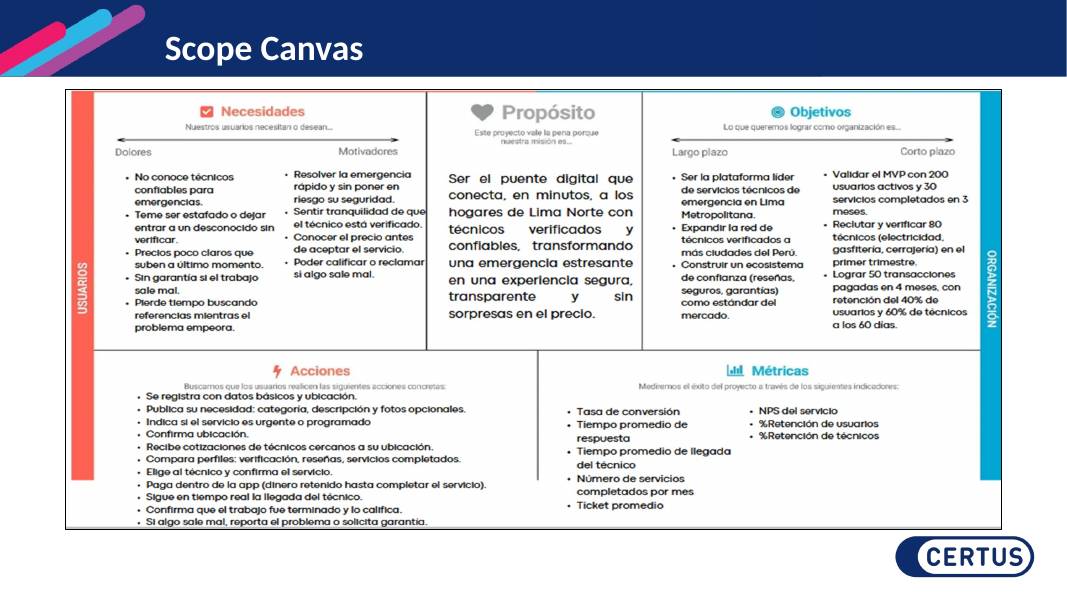 Scope Canvas
USUARIOS
Necesidades
Nuestros usuarios necesitan o desean...
Dolores
Motivadores
• No conoce técnicos
confiables para
emergencias.
• Teme ser estafado o dejar
entrar a un desconocido sin
verificar.
• Precios poco claros que
suben a último momento.
• Sin garantía si el trabajo
sale mal.
• Pierde tiempo buscando
referencias mientras el
problema empeora.
• Resolver la emergencia
rápido y sin poner en
riesgo su seguridad.
• Sentir tranquilidad de que
el técnico está verificado.
• Conocer el precio antes
de aceptar el servicio.
• Poder calificar o reclamar
si algo sale mal.
Propósito
Este proyecto vale la pena porque
nuestra misión es...
Ser el puente digital que
conecta, en minutos, a los
hogares de Lima Norte con
técnicos verificados y
confiables, transformando
una emergencia estresante
en una experiencia segura,
transparente y sin
sorpresas en el precio.
Objetivos
Lo que queremos lograr como organización es...
Largo plazo
Corto plazo
• Ser la plataforma líder
de servicios técnicos de
emergencia en Lima
Metropolitana.
• Expandir la red de
técnicos verificados a
más ciudades del Perú.
• Construir un ecosistema
de confianza (reseñas,
seguros, garantías)
como estándar del
mercado.
• Validar el MVP con 200
usuarios activos y 30
servicios completados en 3
meses.
• Reclutar y verificar 80
técnicos (electricidad,
gasfitería, cerrajería) en el
primer trimestre.
• Lograr 50 transacciones
pagadas en 4 meses, con
retención del 40% de
usuarios y 60% de técnicos
a los 60 días.
ORGANIZACIÓN
Acciones
Buscamos que los usuarios realicen las siguientes acciones concretas:
• Se registra con datos básicos y ubicación.
• Publica su necesidad: categoría, descripción y fotos opcionales.
• Indica si el servicio es urgente o programado
• Confirma ubicación.
• Recibe cotizaciones de técnicos cercanos a su ubicación.
• Compara perfiles: verificación, reseñas, servicios completados.
• Elige al técnico y confirma el servicio.
• Paga dentro de la app (dinero retenido hasta completar el servicio).
• Sigue en tiempo real la llegada del técnico.
• Confirma que el trabajo fue terminado y lo califica.
• Si algo sale mal, reporta el problema o solicita garantía.
Métricas
Mediremos el éxito del proyecto a través de los siguientes indicadores:
• Tasa de conversión
• Tiempo promedio de
respuesta
• Tiempo promedio de llegada
del técnico
• Número de servicios
completados por mes
• Ticket promedio
• NPS del servicio
• %Retención de usuarios
• %Retención de técnicos
CERTUS